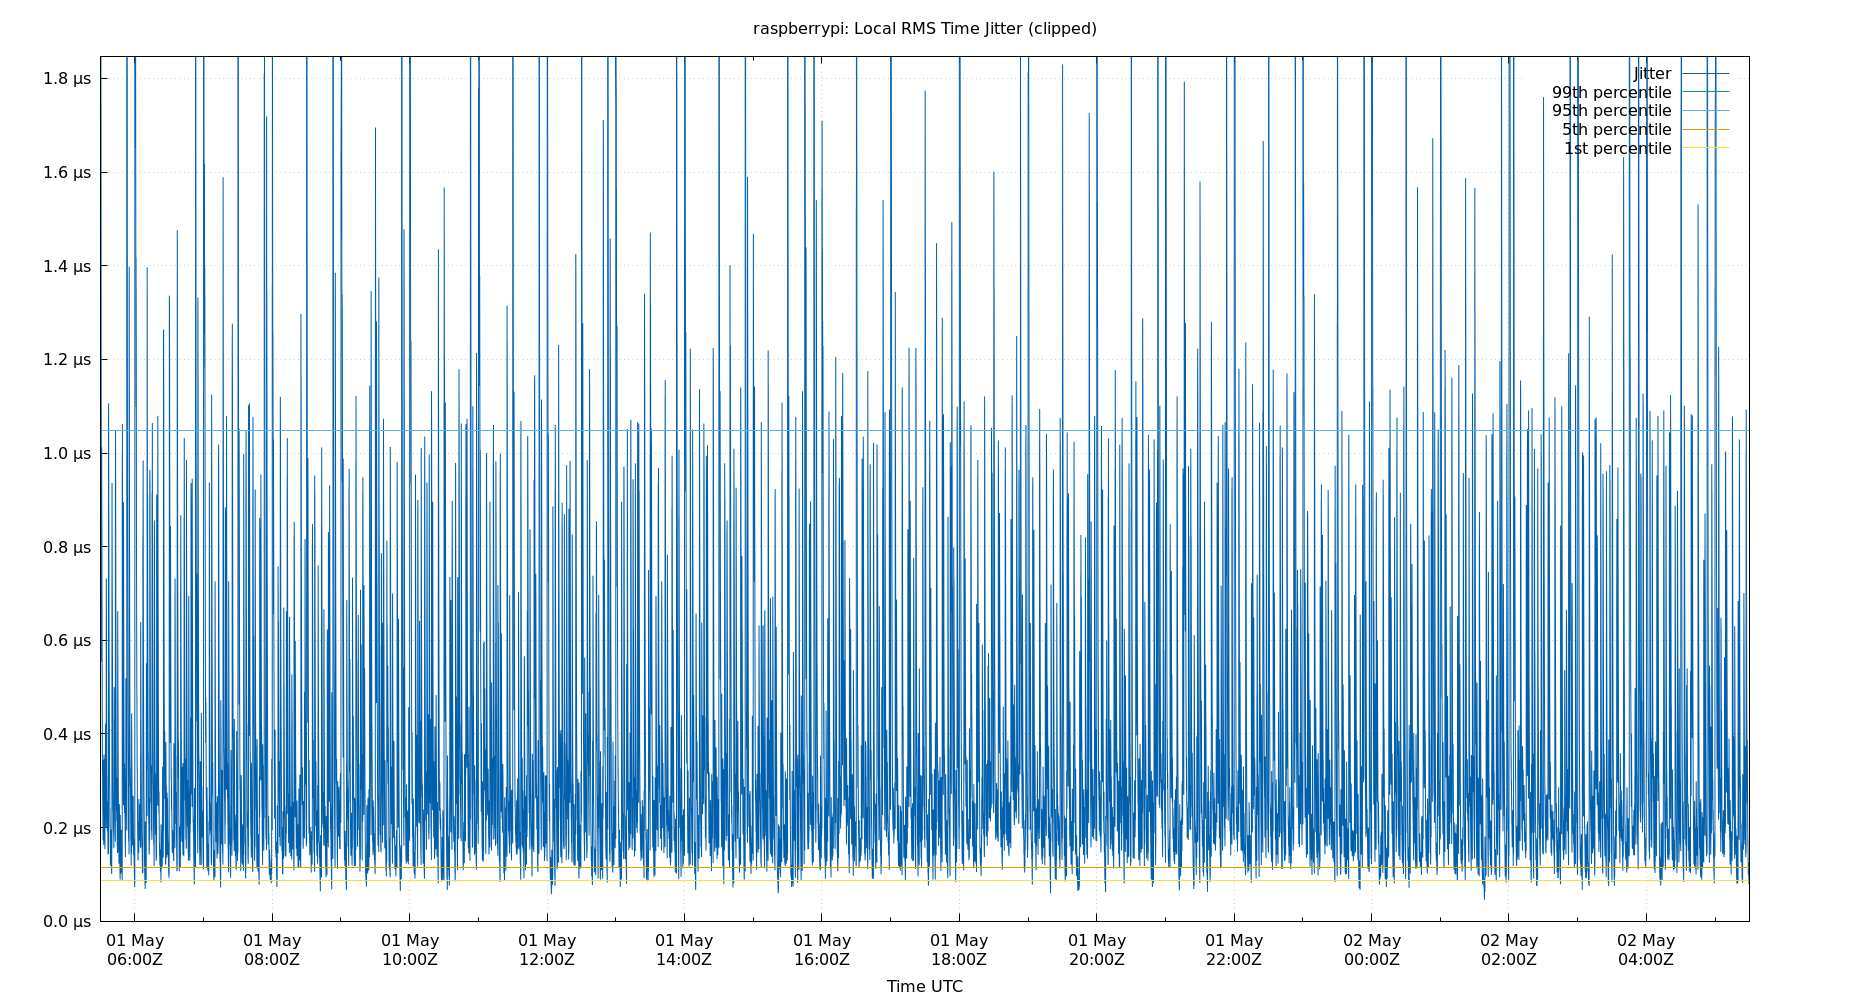 raspberrypi: Local RMS Time Jitter (clipped)
1.8 µs
1.6 µs
1.4 µs
1.2 µs
1.0 µs
0.8 µs
0.6 µs
0.4 µs
0.2 µs
0.0 µs
Jitter
99th percentile
95th percentile
5th percentile
1st percentile
01 May 01 May 01 May 01 May 01 May 01 May 01 May 01 May 01 May 02 May 02 May 02 May
06:00Z 08:00Z 10:00Z 12:00Z 14:00Z 16:00Z 18:00Z 20:00Z 22:00Z 00:00Z 02:00Z 04:00Z
Time UTC